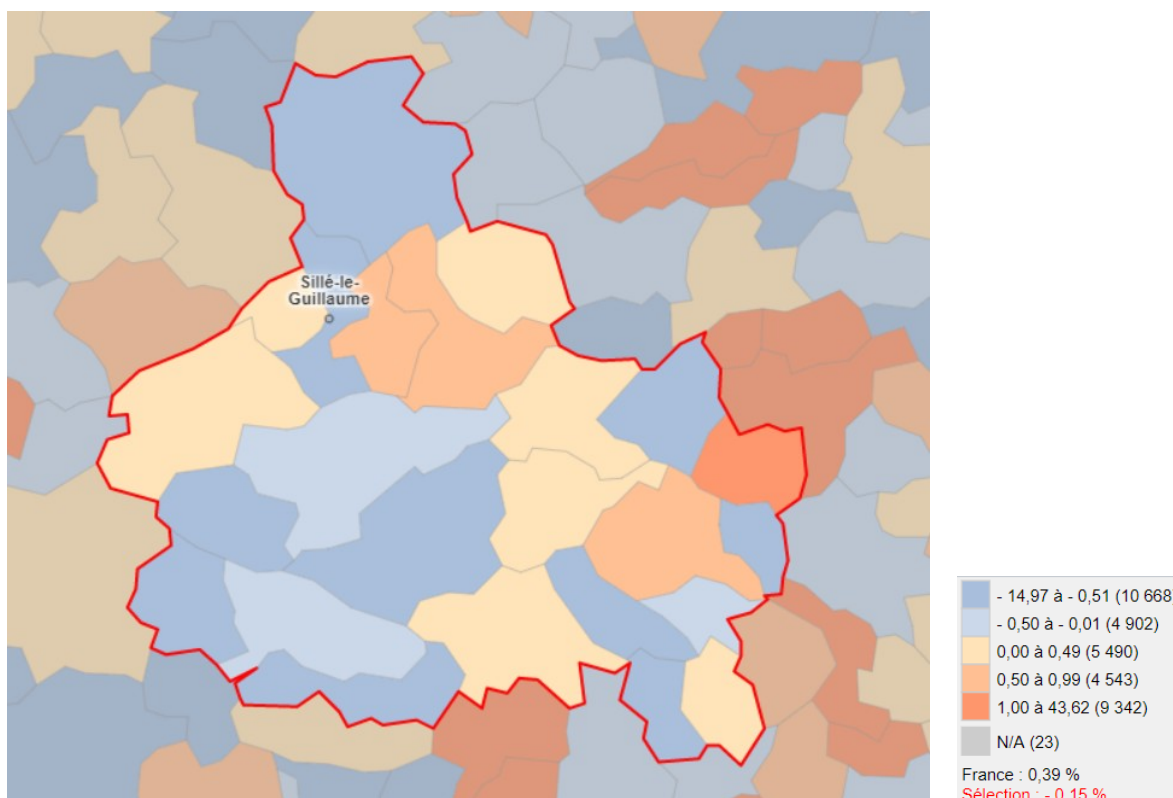 Sillé-le-
Guillaume
- 14,97 à - 0,51 (10 668)
- 0,50 à - 0,01 (4 902)
0,00 à 0,49 (5 490)
0,50 à 0,99 (4 543)
1,00 à 43,62 (9 342)
N/A (23)
France : 0,39 %
Sélection : - 0,15 %